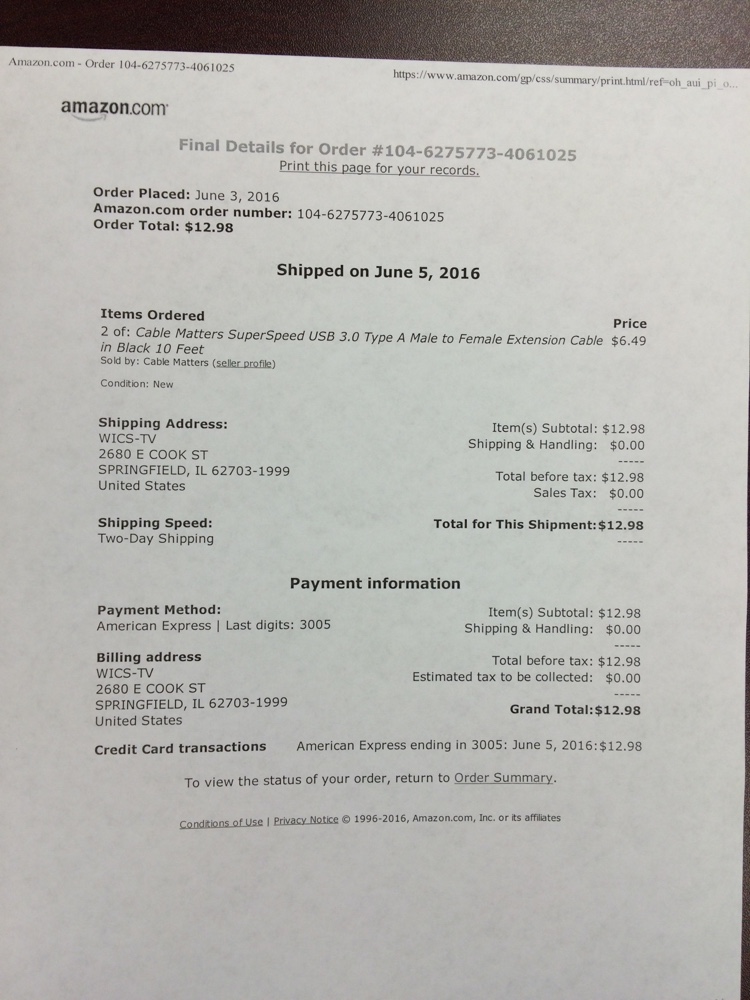 Amazon.com - Order 104-6275773-4061025
https://www.amazon.com/gp/css/summary/print.html/ref=oh_aui_pi_o...
amazon.com
Final Details for Order #104-6275773-4061025
Print this page for your records.
Order Placed: June 3, 2016
Amazon.com order number: 104-6275773-4061025
Order Total: $12.98
Shipped on June 5, 2016
Items Ordered Price
2 of: Cable Matters SuperSpeed USB 3.0 Type A Male to Female Extension Cable $6.49
in Black 10 Feet
Sold by: Cable Matters (seller profile)
Condition: New
Shipping Address:
WICS-TV
2680 E COOK ST
SPRINGFIELD, IL 62703-1999
United States
Shipping Speed:
Two-Day Shipping
Item(s) Subtotal: $12.98
Shipping & Handling: $0.00
-----
Total before tax: $12.98
Sales Tax: $0.00
-----
Total for This Shipment: $12.98
-----
Payment information
Payment Method:
American Express | Last digits: 3005
Billing address
WICS-TV
2680 E COOK ST
SPRINGFIELD, IL 62703-1999
United States
Item(s) Subtotal: $12.98
Shipping & Handling: $0.00
-----
Total before tax: $12.98
Estimated tax to be collected: $0.00
-----
Grand Total: $12.98
Credit Card transactions American Express ending in 3005: June 5, 2016: $12.98
To view the status of your order, return to Order Summary.
Conditions of Use | Privacy Notice © 1996-2016, Amazon.com, Inc. or its affiliates